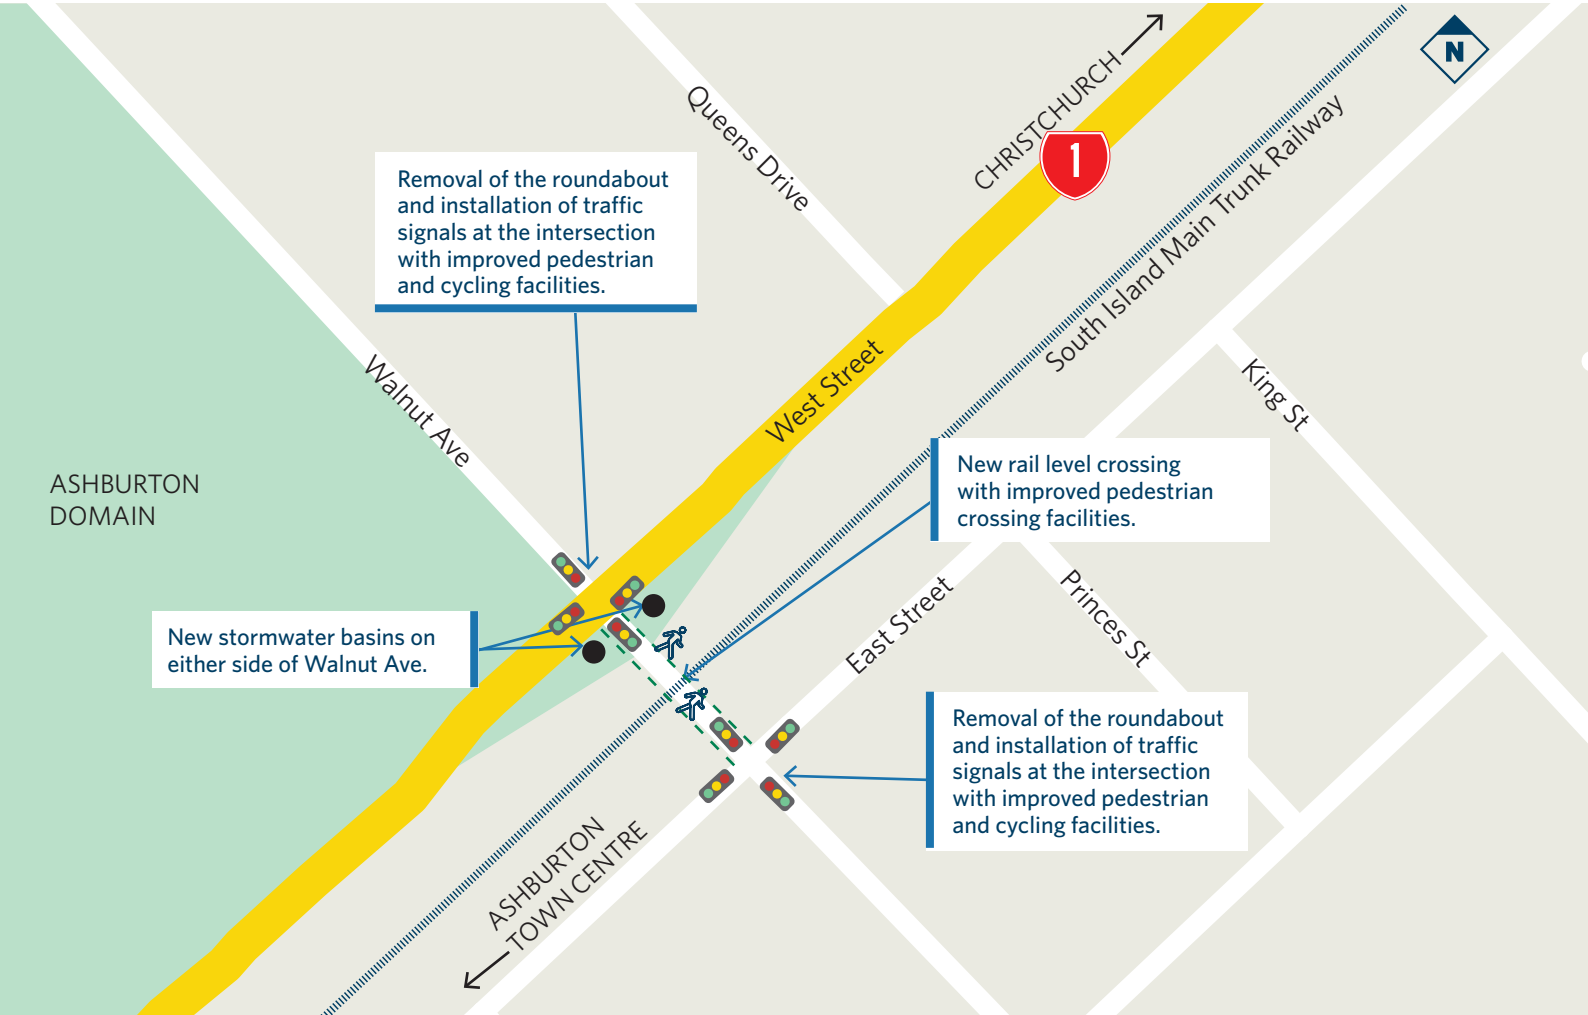 N
CHRISTCHURCH
1
Queens Drive
South Island Main Trunk Railway
Removal of the roundabout
and installation of traffic
signals at the intersection
with improved pedestrian
and cycling facilities.
West Street
Walnut Ave
King St
ASHBURTON
DOMAIN
New rail level crossing
with improved pedestrian
crossing facilities.
East Street
Princes St
New stormwater basins on
either side of Walnut Ave.
Removal of the roundabout
and installation of traffic
signals at the intersection
with improved pedestrian
and cycling facilities.
ASHBURTON
TOWN CENTRE